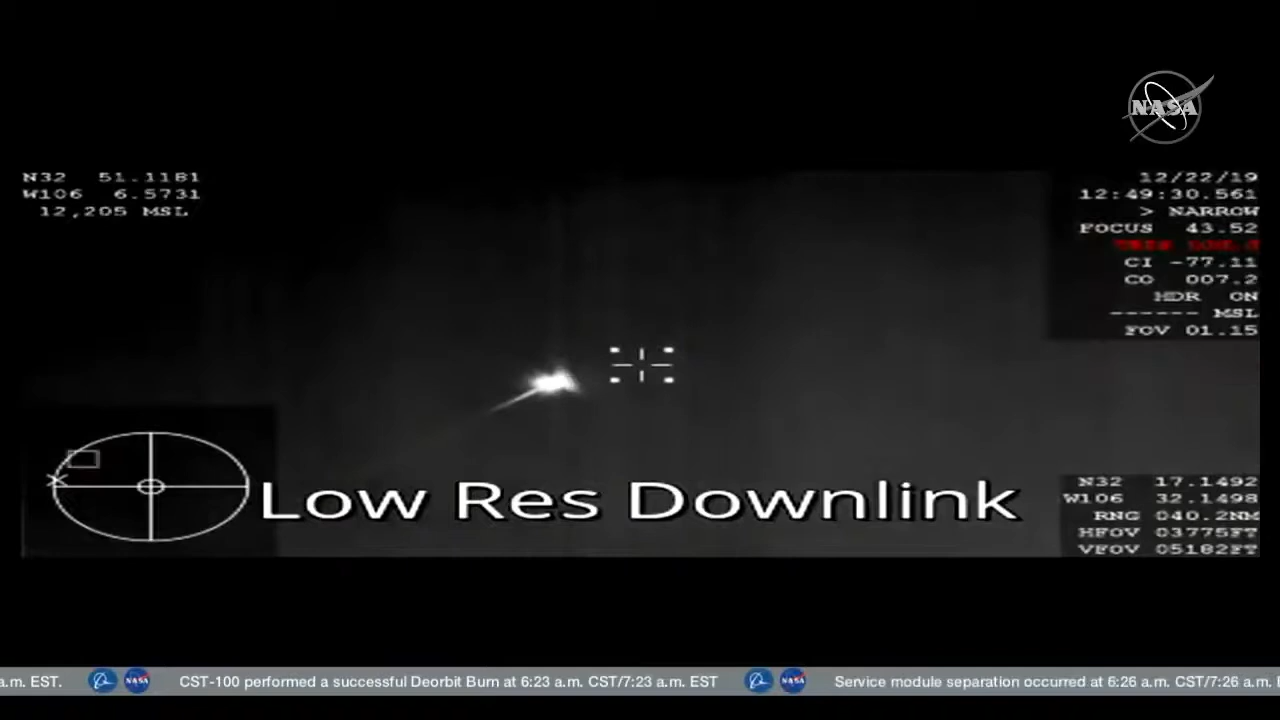 NASA
N32 51.1181
W106 6.5731
12,205 MSL
12/22/19
12:49:30.561
> NARROW
FOCUS 43.52
CI -77.11
CO 007.2
HDR ON
------ MSL
FOV 01.15
Low Res Downlink
N32 17.1492
W106 32.1498
RNG 040.2NM
HFOV 03775FT
VFOV 05182FT
a.m. EST. NASA CST-100 performed a successful Deorbit Burn at 6:23 a.m. CST/7:23 a.m. EST NASA Service module separation occurred at 6:26 a.m. CST/7:26 a.m.